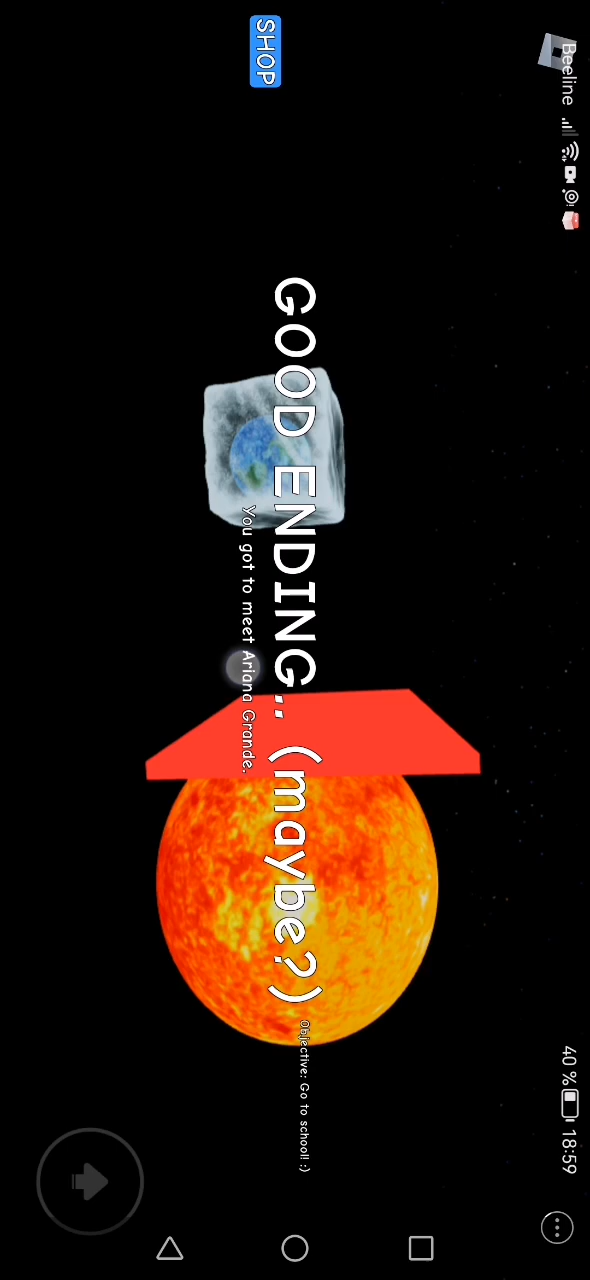 Beeline
40 %
18:59
SHOP
GOOD ENDING.. (maybe?)
You got to meet Ariana Grande.
Objective: Go to school! :)